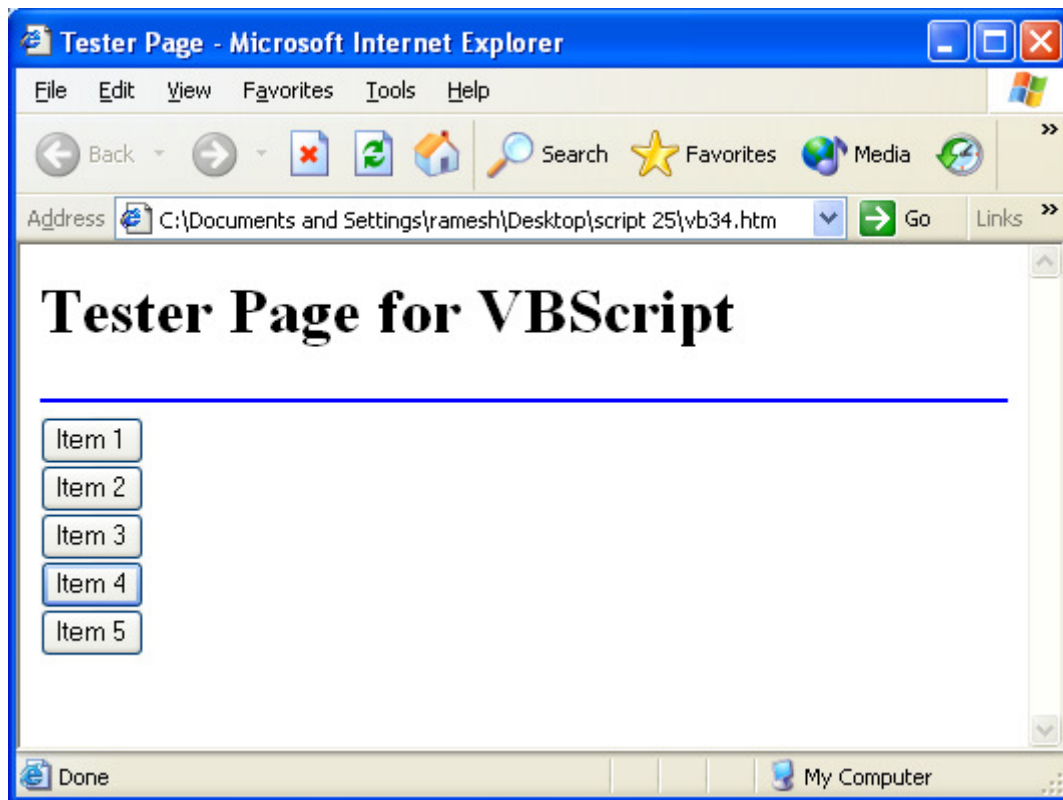 Tester Page - Microsoft Internet Explorer
File Edit View Favorites Tools Help
Back Search Favorites Media »
Address C:\Documents and Settings\ramesh\Desktop\script 25\vb34.htm Go Links »
Tester Page for VBScript
Item 1
Item 2
Item 3
Item 4
Item 5
Done My Computer